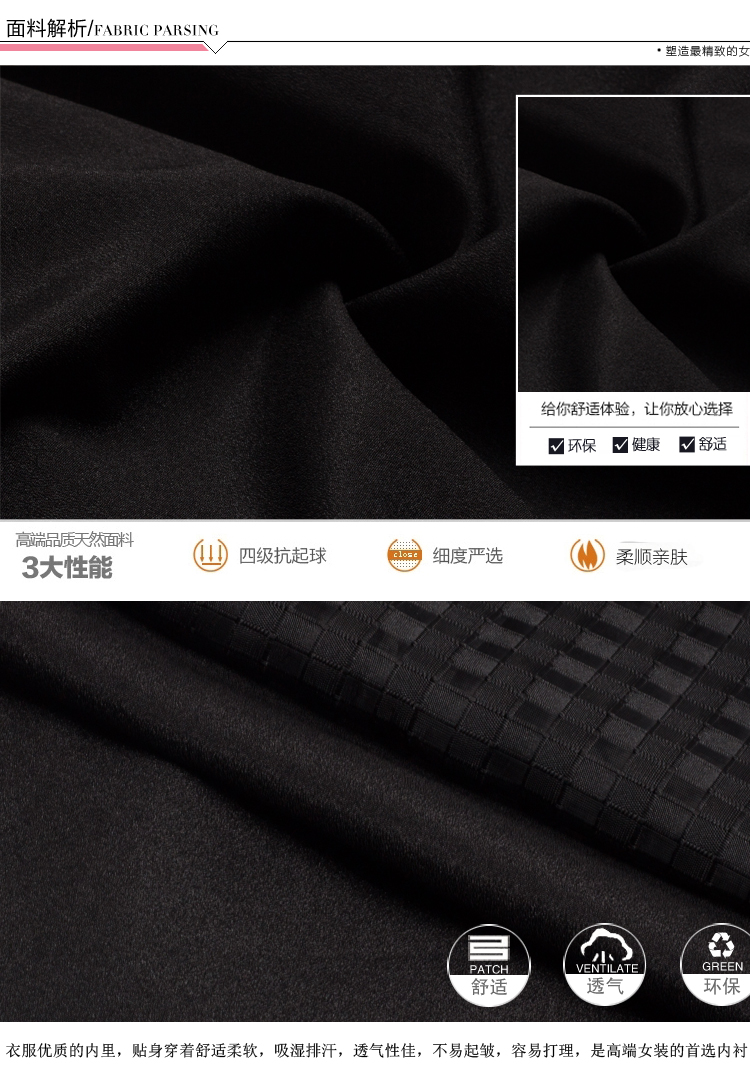 面料解析/FABRIC PARSING
• 塑造最精致的女
给你舒适体验，让你放心选择
环保 健康 舒适
高端品质天然面料
3大性能
四级抗起球
close
细度严选
柔顺亲肤
PATCH
舒适
VENTILATE
透气
GREEN
环保
衣服优质的内里，贴身穿着舒适柔软，吸湿排汗，透气性佳，不易起皱，容易打理，是高端女装的首选内衬